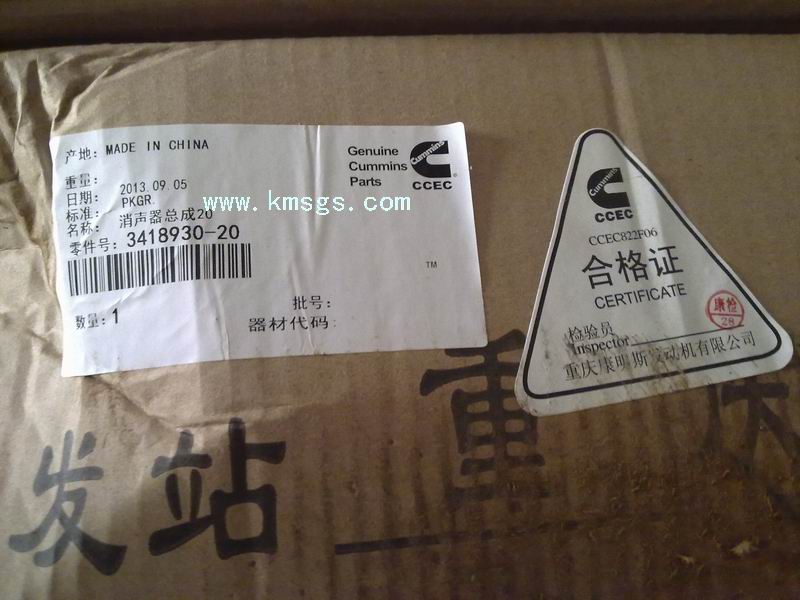 产地: MADE IN CHINA
重量:
日期: 2013.09.05
标准: PKGR.
名称: 消声器总成20
零件号: 3418930-20
数量: 1
批号:
器材代码:
Genuine
Cummins
Parts
Cummins
CCEC
®
TM
www.kmsgs.com
Cummins
CCEC
CCEC822F06
合格证
CERTIFICATE
检验员
Inspector
康检
28
重庆康明斯发动机有限公司
发站 重庆